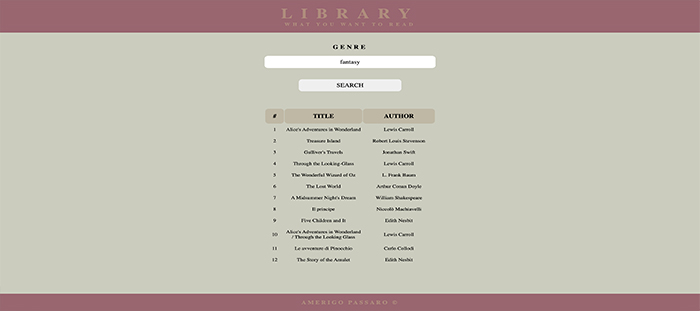 LIBRARY
WHAT YOU WANT TO READ
GENRE
fantasy
SEARCH
# TITLE AUTHOR
1 Alice's Adventures in Wonderland Lewis Carroll
2 Treasure Island Robert Louis Stevenson
3 Gulliver's Travels Jonathan Swift
4 Through the Looking-Glass Lewis Carroll
5 The Wonderful Wizard of Oz L. Frank Baum
6 The Lost World Arthur Conan Doyle
7 A Midsummer Night's Dream William Shakespeare
8 Il principe Niccolò Machiavelli
9 Five Children and It Edith Nesbit
10 Alice's Adventures in Wonderland
/ Through the Looking Glass Lewis Carroll
11 Le avventure di Pinocchio Carlo Collodi
12 The Story of the Amulet Edith Nesbit
AMERIGO PASSARO ©